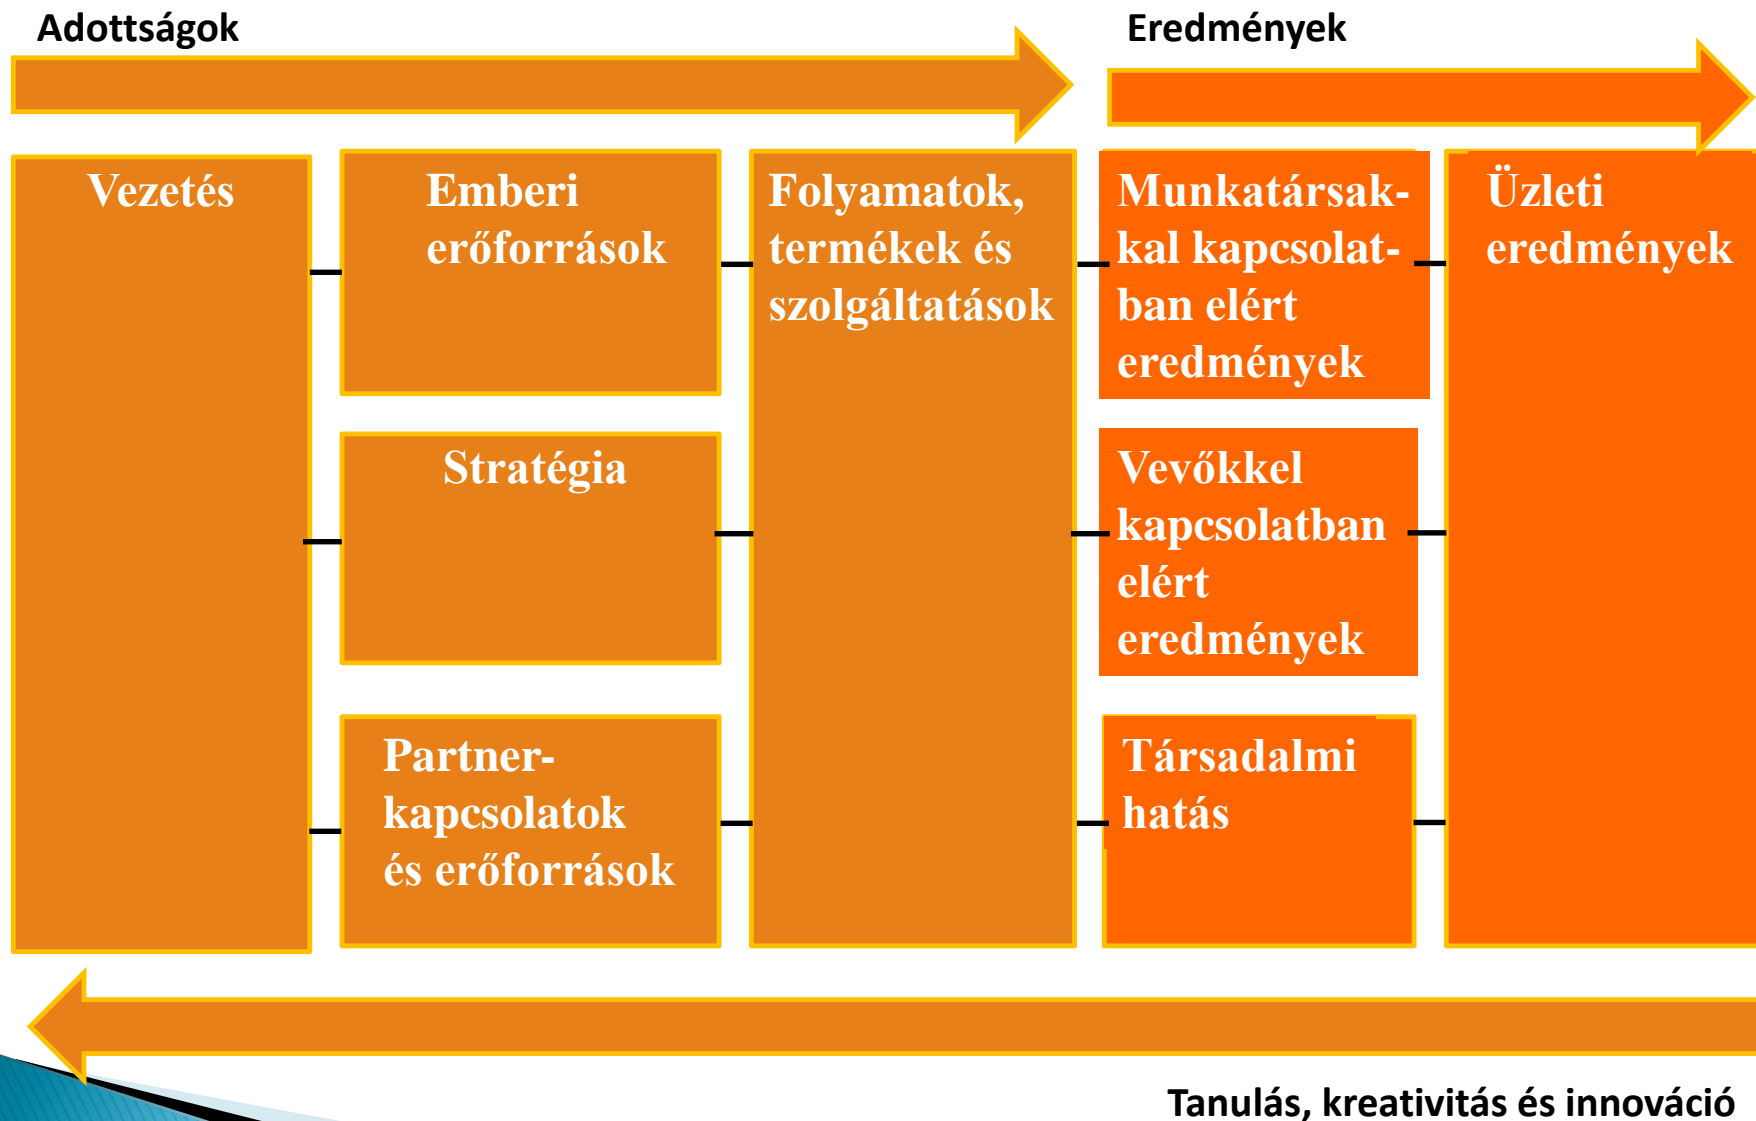 Adottságok
Eredmények
Vezetés
Emberi
erőforrások
Folyamatok,
termékek és
szolgáltatások
Munkatársak-
kal kapcsolat-
ban elért
eredmények
Üzleti
eredmények
Stratégia
Vevőkkel
kapcsolatban
elért
eredmények
Partner-
kapcsolatok
és erőforrások
Társadalmi
hatás
Tanulás, kreativitás és innováció